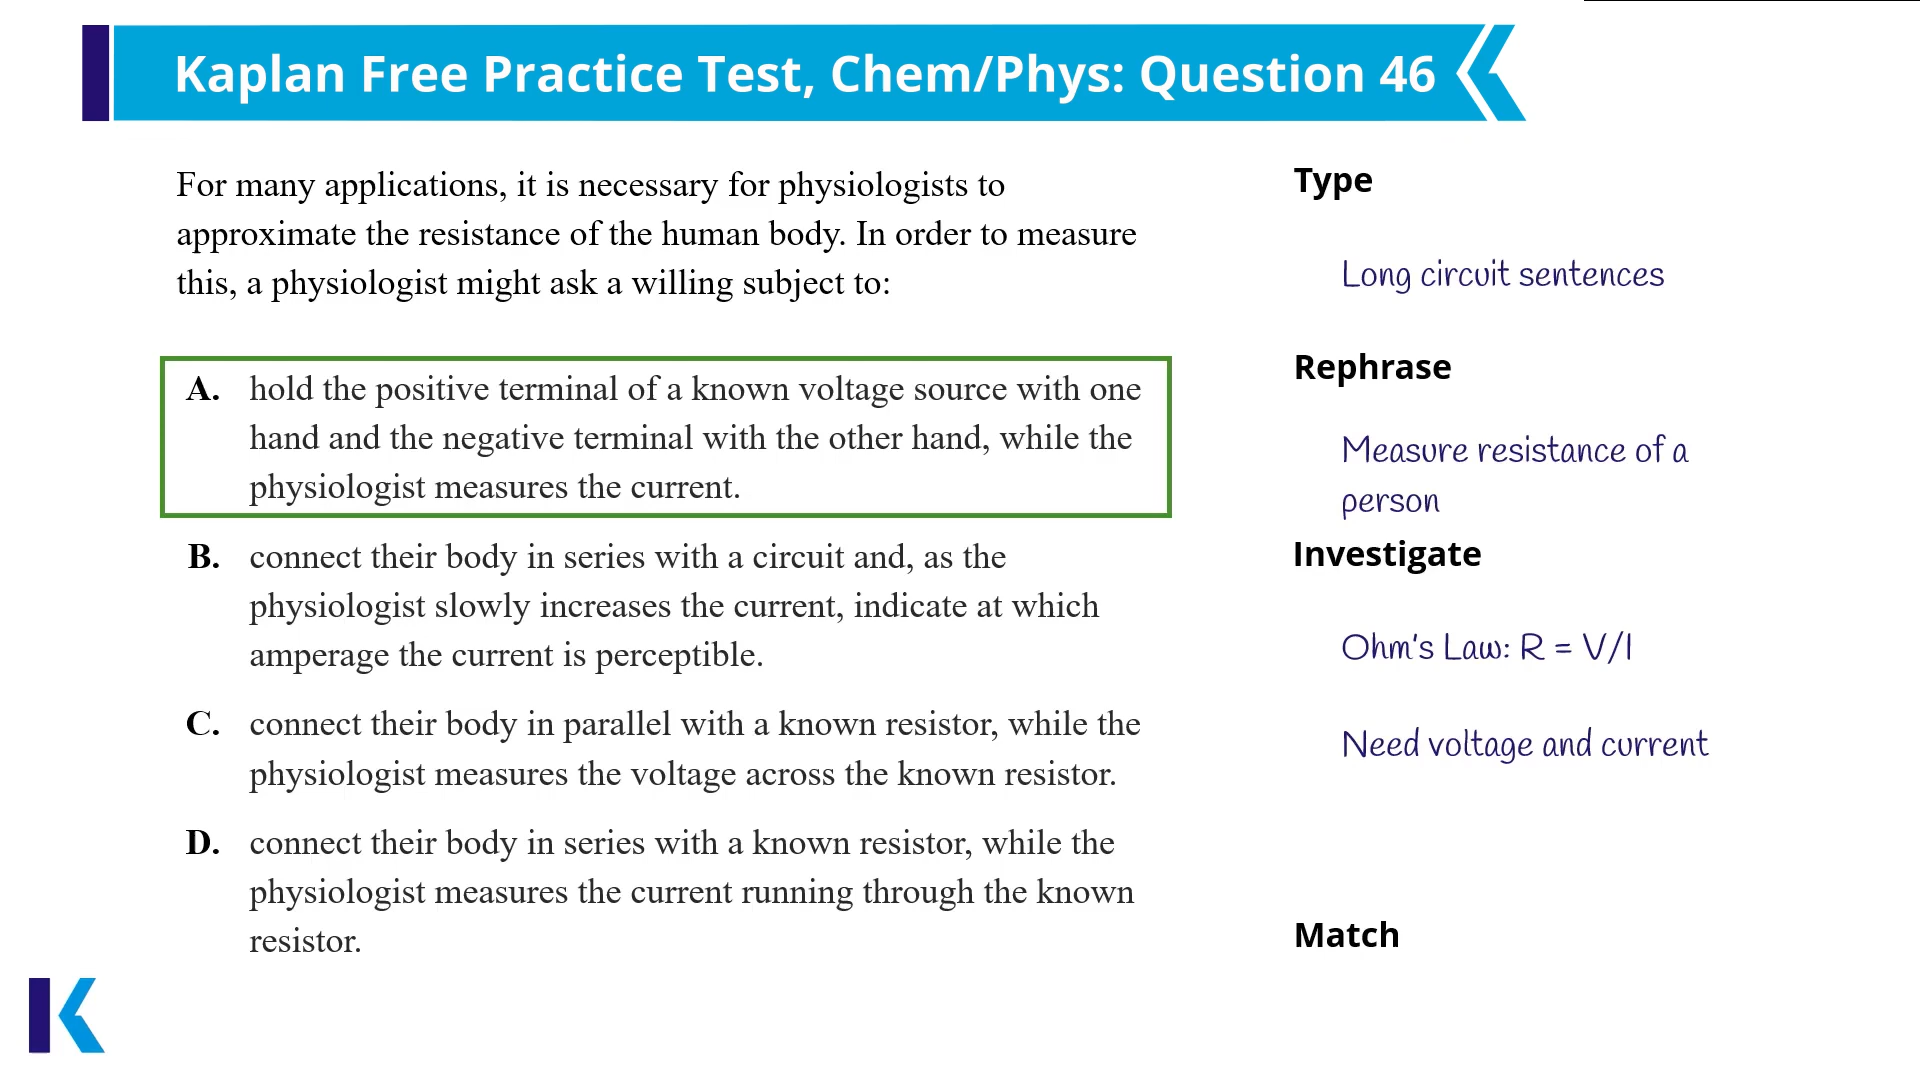 Kaplan Free Practice Test, Chem/Phys: Question 46
For many applications, it is necessary for physiologists to
approximate the resistance of the human body. In order to measure
this, a physiologist might ask a willing subject to:
A. hold the positive terminal of a known voltage source with one
hand and the negative terminal with the other hand, while the
physiologist measures the current.
B. connect their body in series with a circuit and, as the
physiologist slowly increases the current, indicate at which
amperage the current is perceptible.
C. connect their body in parallel with a known resistor, while the
physiologist measures the voltage across the known resistor.
D. connect their body in series with a known resistor, while the
physiologist measures the current running through the known
resistor.
Type
Long circuit sentences
Rephrase
Measure resistance of a
person
Investigate
Ohm's Law: R = V/I
Need voltage and current
Match